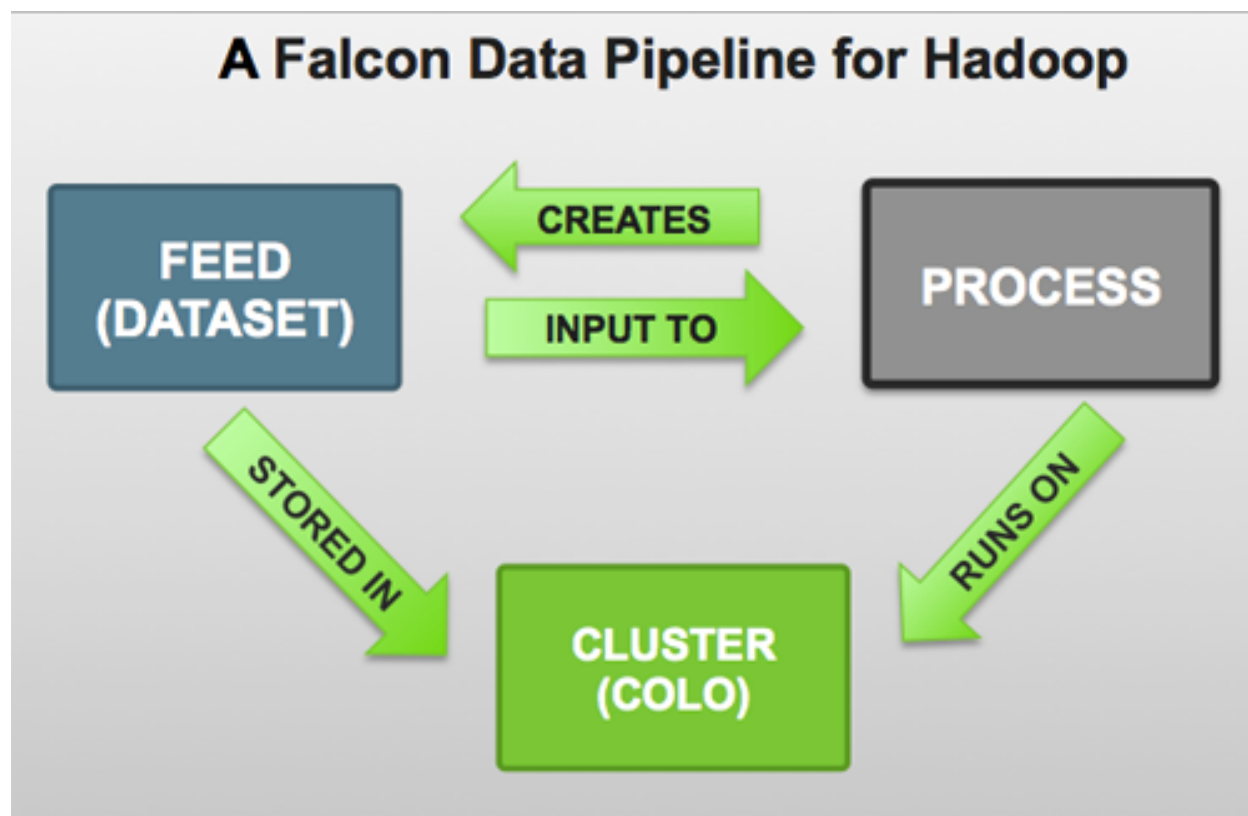 A Falcon Data Pipeline for Hadoop
FEED
(DATASET)
CREATES
INPUT TO
PROCESS
STORED IN
RUNS ON
CLUSTER
(COLO)